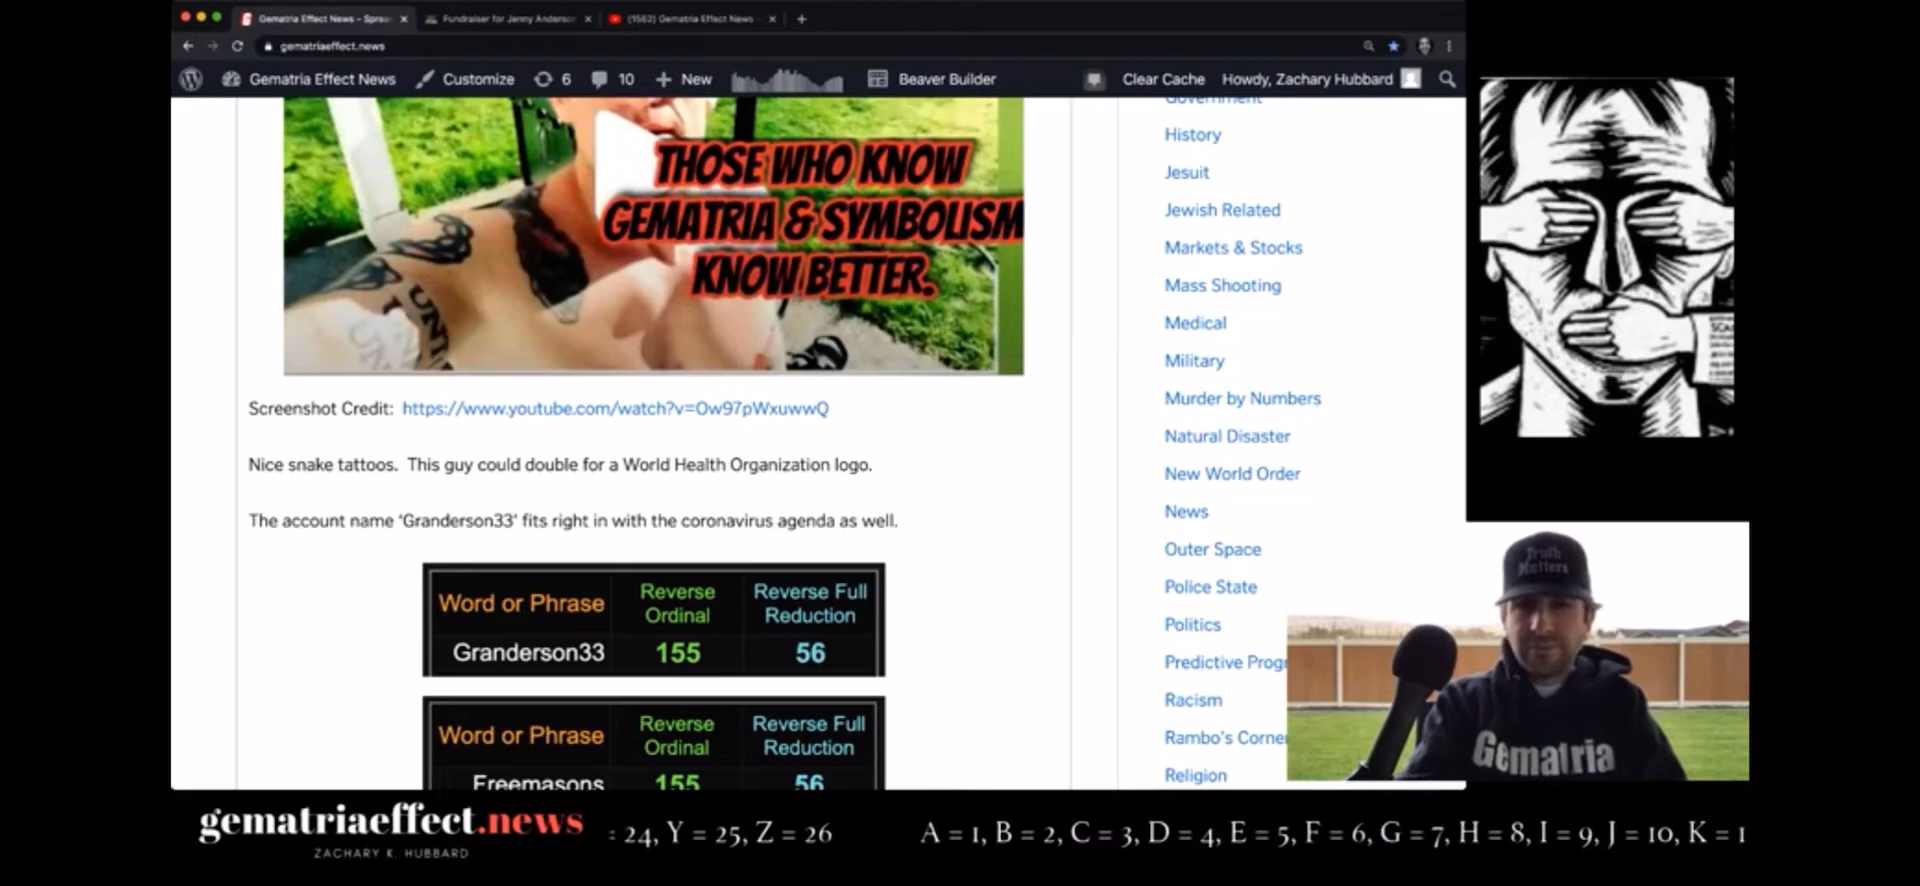 Gematria Effect News – Sprea
Fundraiser for Jenny Anderson
(1562) Gematria Effect News
gematriaeffect.news
Gematria Effect News
Customize
6
10
New
Beaver Builder
Clear Cache
Howdy, Zachary Hubbard
THOSE WHO KNOW
GEMATRIA & SYMBOLISM
KNOW BETTER.
Screenshot Credit: https://www.youtube.com/watch?v=Ow97pWxuwwQ
Nice snake tattoos. This guy could double for a World Health Organization logo.
The account name ‘Granderson33’ fits right in with the coronavirus agenda as well.
Word or Phrase
Reverse
Ordinal
Reverse Full
Reduction
Granderson33
155
56
Word or Phrase
Reverse
Ordinal
Reverse Full
Reduction
Freemasons
155
56
Government
History
Jesuit
Jewish Related
Markets & Stocks
Mass Shooting
Medical
Military
Murder by Numbers
Natural Disaster
New World Order
News
Outer Space
Police State
Politics
Predictive Progr
Racism
Rambo's Corner
Religion
Truth
Matters
Gematria
gematriaeffect.news
ZACHARY K. HUBBARD
= 24, Y = 25, Z = 26
A = 1, B = 2, C = 3, D = 4, E = 5, F = 6, G = 7, H = 8, I = 9, J = 10, K = 1